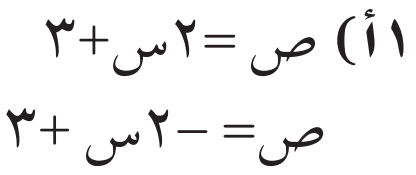 ١أ) ص = ٢س + ٣
ص = -٢س + ٣